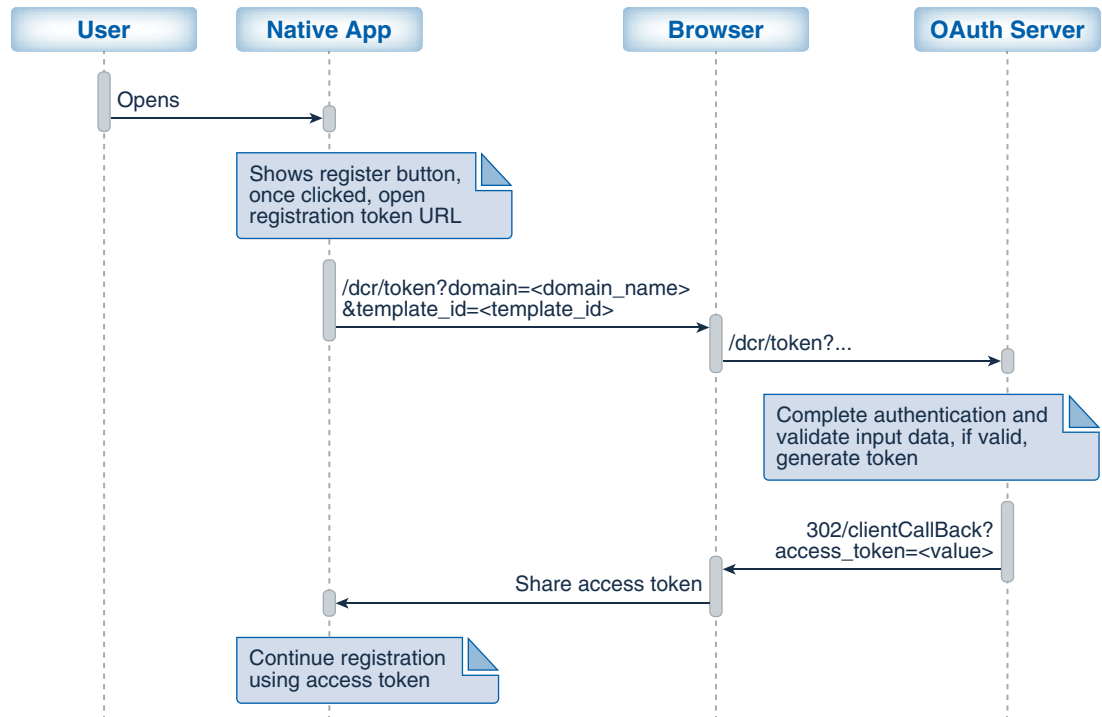 User
Native App
Browser
OAuth Server
Opens
Shows register button,
once clicked, open
registration token URL
/dcr/token?domain=<domain_name>
&template_id=<template_id>
/dcr/token?...
Complete authentication and
validate input data, if valid,
generate token
302/clientCallBack?
access_token=<value>
Share access token
Continue registration
using access token